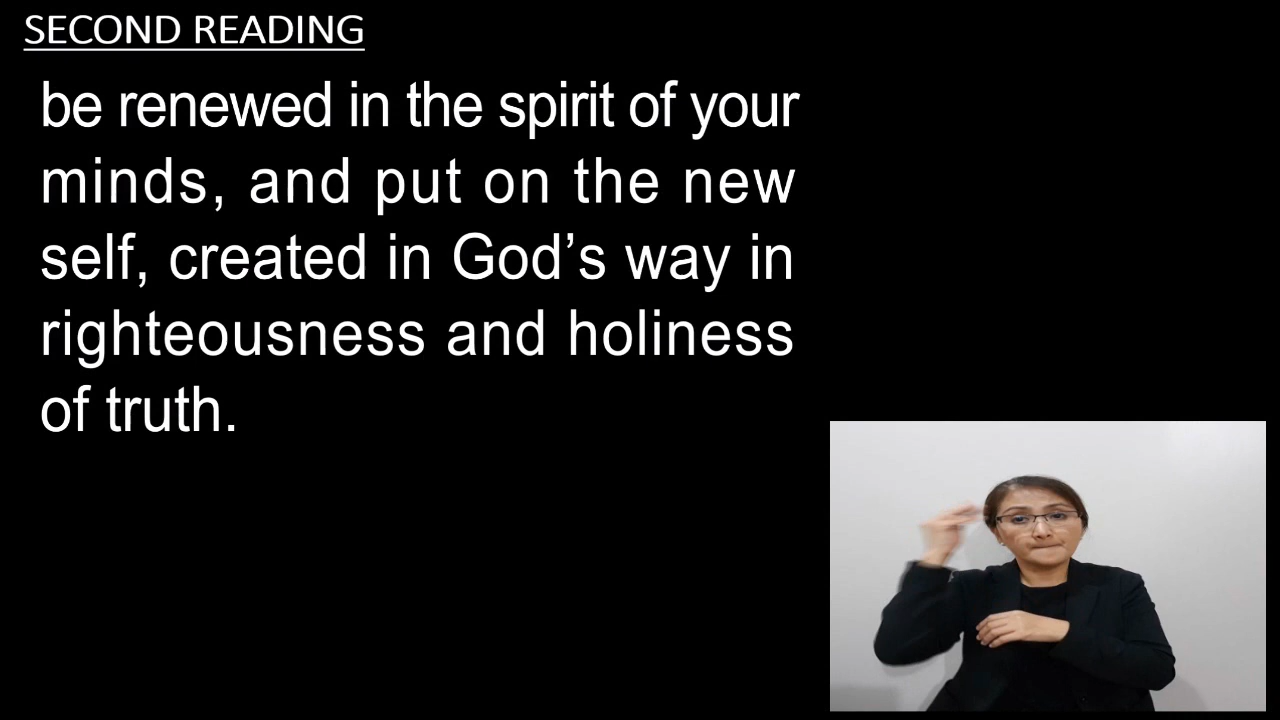 SECOND READING
be renewed in the spirit of your
minds, and put on the new
self, created in God’s way in
righteousness and holiness
of truth.